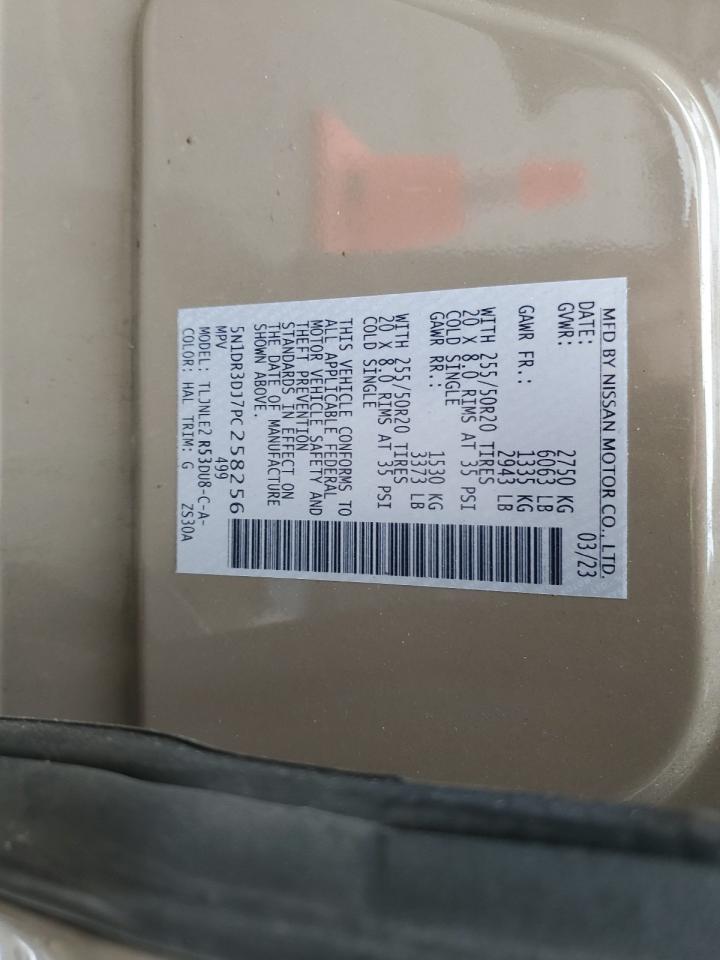 MFD BY NISSAN MOTOR CO., LTD.
DATE: 03/23
GVWR: 2750 KG
6063 LB
GAWR FR.: 1335 KG
2943 LB
WITH 255/50R20 TIRES
20 X 8.0 RIMS AT 35 PSI
COLD SINGLE
GAWR RR.: 1530 KG
3373 LB
WITH 255/50R20 TIRES
20 X 8.0 RIMS AT 35 PSI
COLD SINGLE
THIS VEHICLE CONFORMS TO
ALL APPLICABLE FEDERAL
MOTOR VEHICLE SAFETY AND
THEFT PREVENTION
STANDARDS IN EFFECT ON
THE DATE OF MANUFACTURE
SHOWN ABOVE.
5N1DR3DJ7PC258256
MPV 499
MODEL: TLJNLE2 R53DU8-C-A-
COLOR: HAL TRIM: G ZS30A